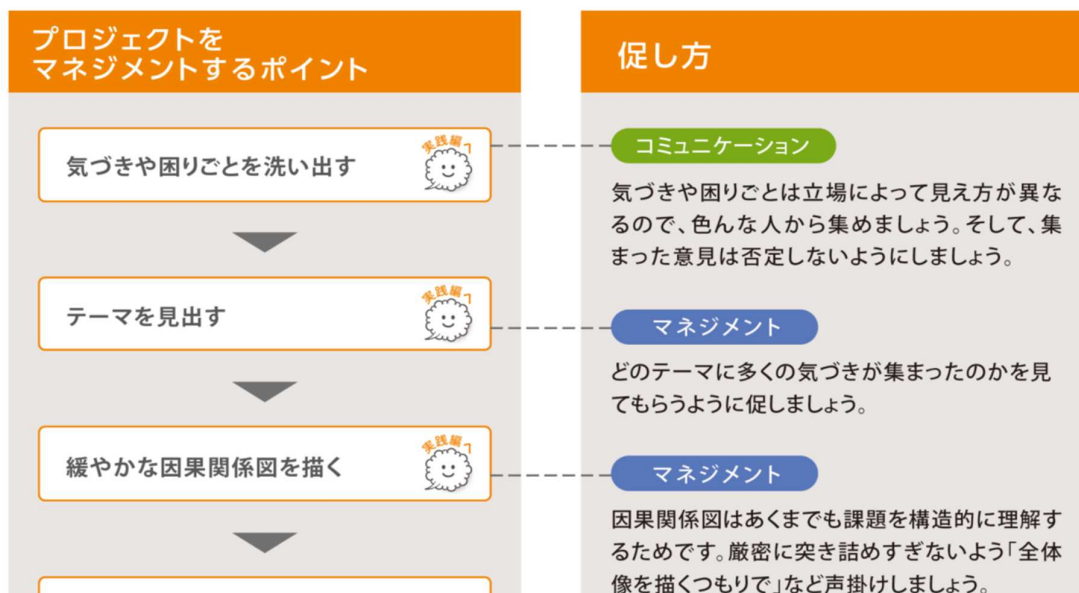 プロジェクトを
マネジメントするポイント
気づきや困りごとを洗い出す
実践編へ
テーマを見出す
実践編へ
緩やかな因果関係図を描く
実践編へ
促し方
コミュニケーション
気づきや困りごとは立場によって見え方が異な
るので、色んな人から集めましょう。そして、集
まった意見は否定しないようにしましょう。
マネジメント
どのテーマに多くの気づきが集まったのかを見
てもらうように促しましょう。
マネジメント
因果関係図はあくまでも課題を構造的に理解す
るためです。厳密に突き詰めすぎないよう「全体
像を描くつもりで」など声掛けしましょう。